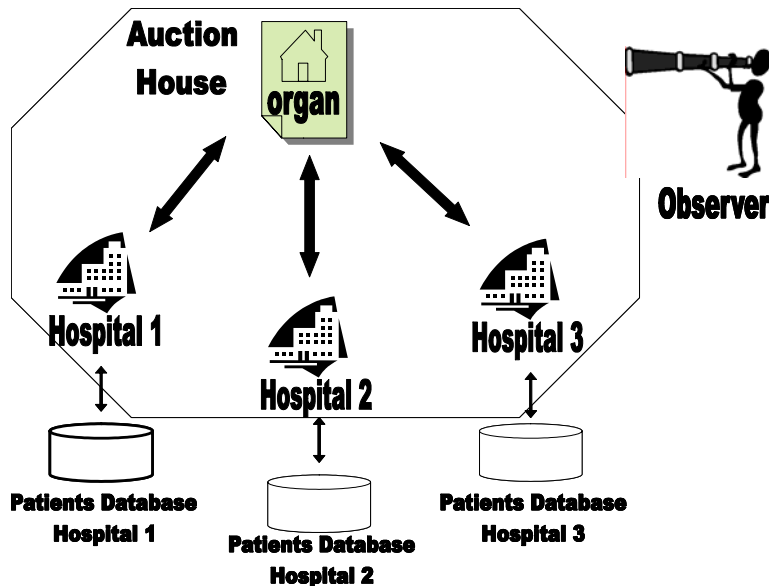 Auction
House
organ
Observer
Hospital 1
Hospital 2
Hospital 3
Patients Database
Hospital 1
Patients Database
Hospital 2
Patients Database
Hospital 3